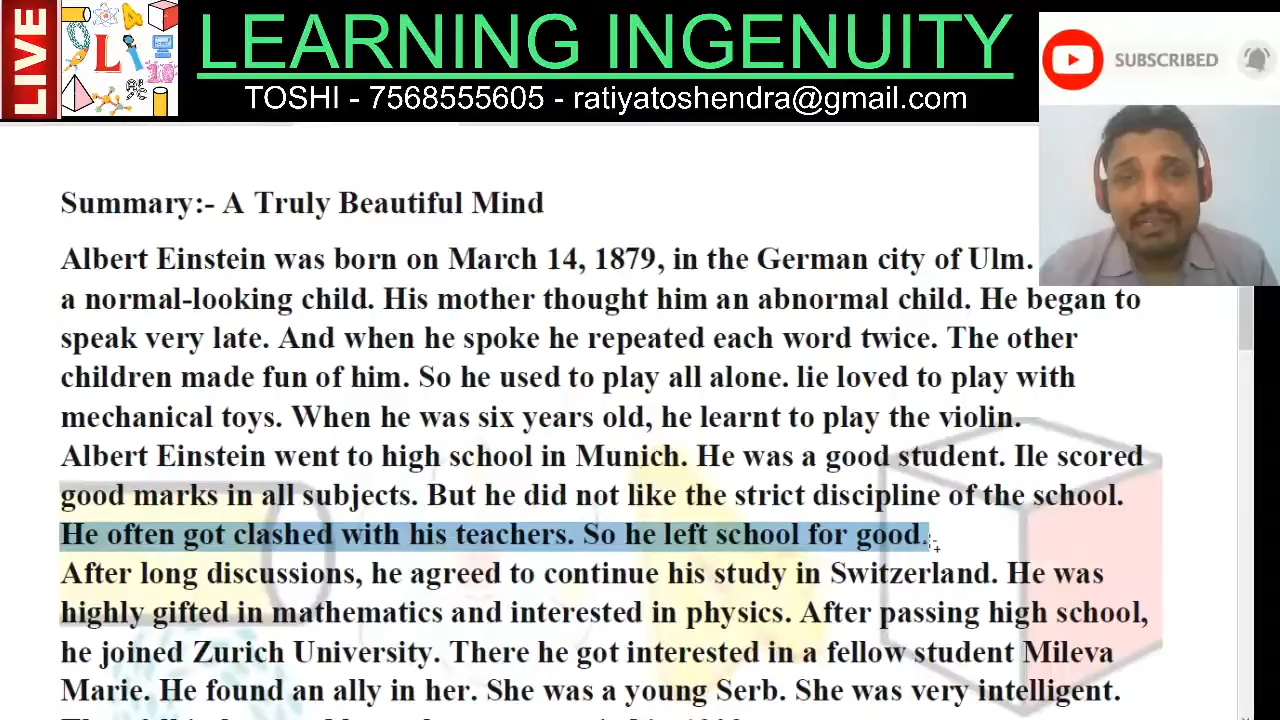 LIVE
LEARNING INGENUITY
TOSHI - 7568555605 - ratiyatoshendra@gmail.com
SUBSCRIBED
Summary:- A Truly Beautiful Mind
Albert Einstein was born on March 14, 1879, in the German city of Ulm.
a normal-looking child. His mother thought him an abnormal child. He began to
speak very late. And when he spoke he repeated each word twice. The other
children made fun of him. So he used to play all alone. lie loved to play with
mechanical toys. When he was six years old, he learnt to play the violin.
Albert Einstein went to high school in Munich. He was a good student. Ile scored
good marks in all subjects. But he did not like the strict discipline of the school.
He often got clashed with his teachers. So he left school for good.
After long discussions, he agreed to continue his study in Switzerland. He was
highly gifted in mathematics and interested in physics. After passing high school,
he joined Zurich University. There he got interested in a fellow student Mileva
Marie. He found an ally in her. She was a young Serb. She was very intelligent.